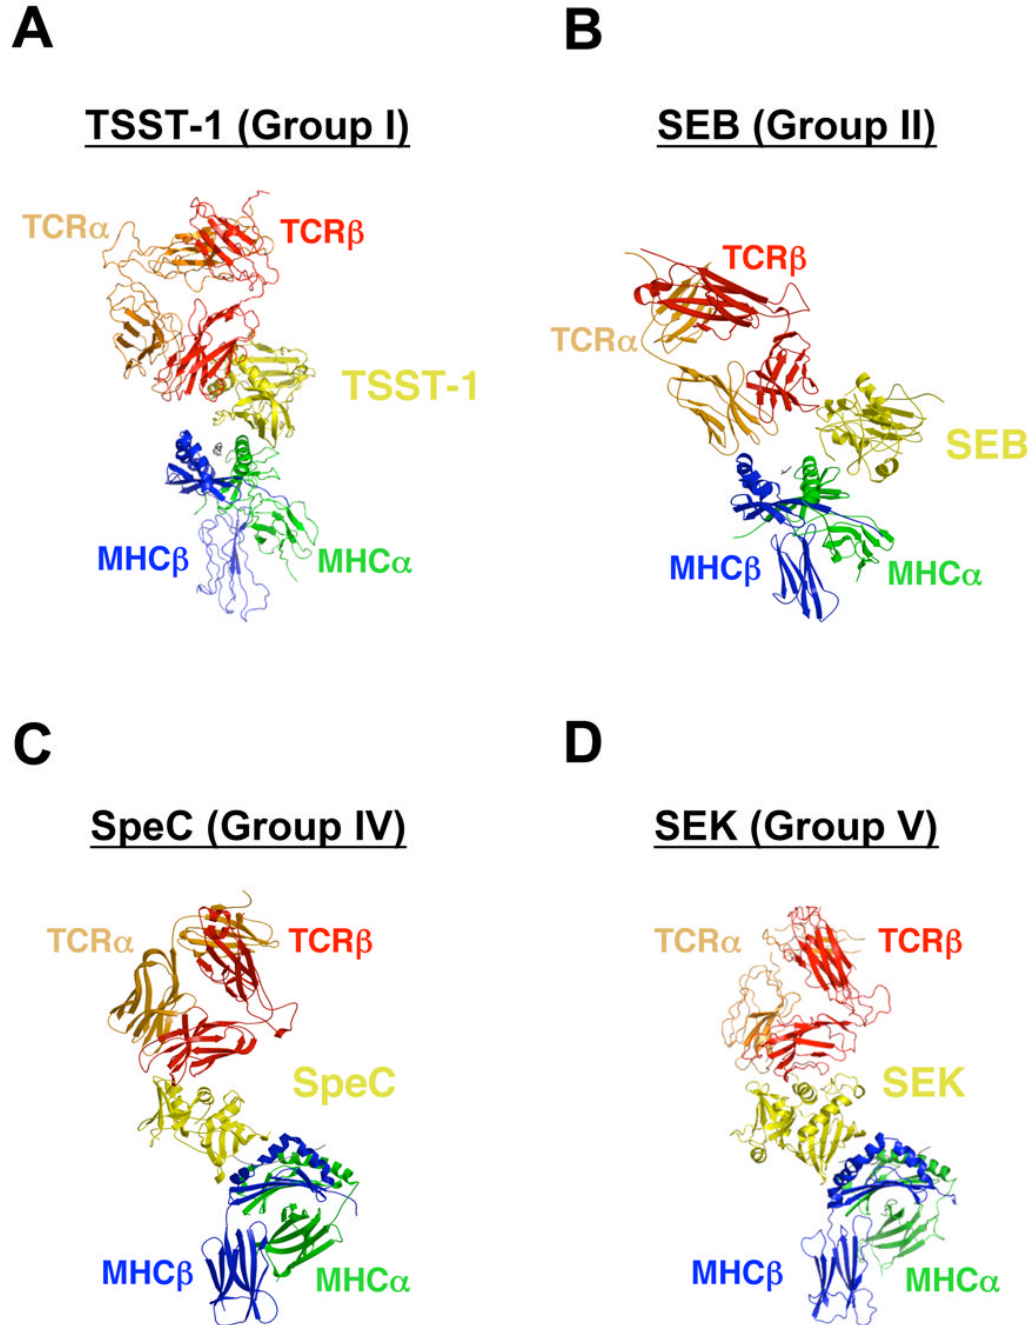 A
TSST-1 (Group I)
TCRα
TCRβ
TSST-1
MHCβ
MHCα
B
SEB (Group II)
TCRβ
TCRα
SEB
MHCβ
MHCα
C
SpeC (Group IV)
TCRα
TCRβ
SpeC
MHCβ
MHCα
D
SEK (Group V)
TCRα
TCRβ
SEK
MHCβ
MHCα